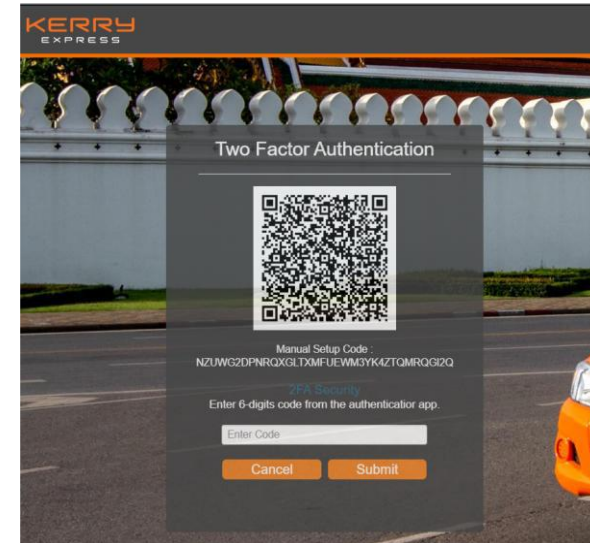 KERRY
EXPRESS
Two Factor Authentication
Manual Setup Code :
NZUWG2DPNRQXGLTXMFUEWM3YK4ZTQMRQGI2Q
2FA Security
Enter 6-digits code from the authenticatior app.
Enter Code
Cancel Submit